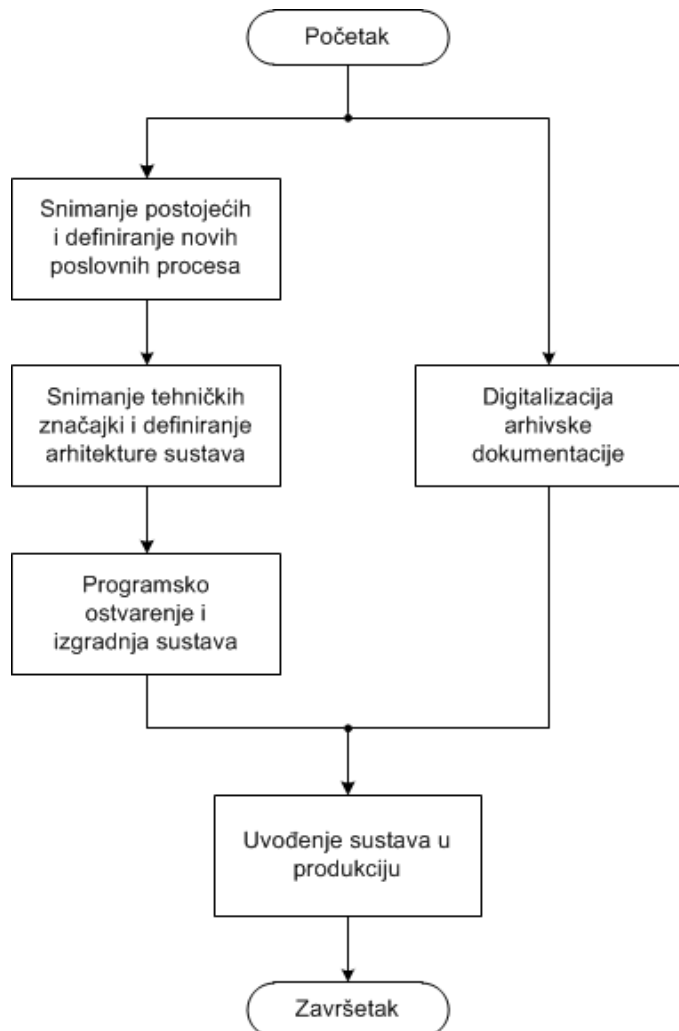 Početak
Snimanje postojećih
i definiranje novih
poslovnih procesa
Snimanje tehničkih
značajki i definiranje
arhitekture sustava
Digitalizacija
arhivske
dokumentacije
Programsko
ostvarenje i
izgradnja sustava
Uvođenje sustava u
produkciju
Završetak